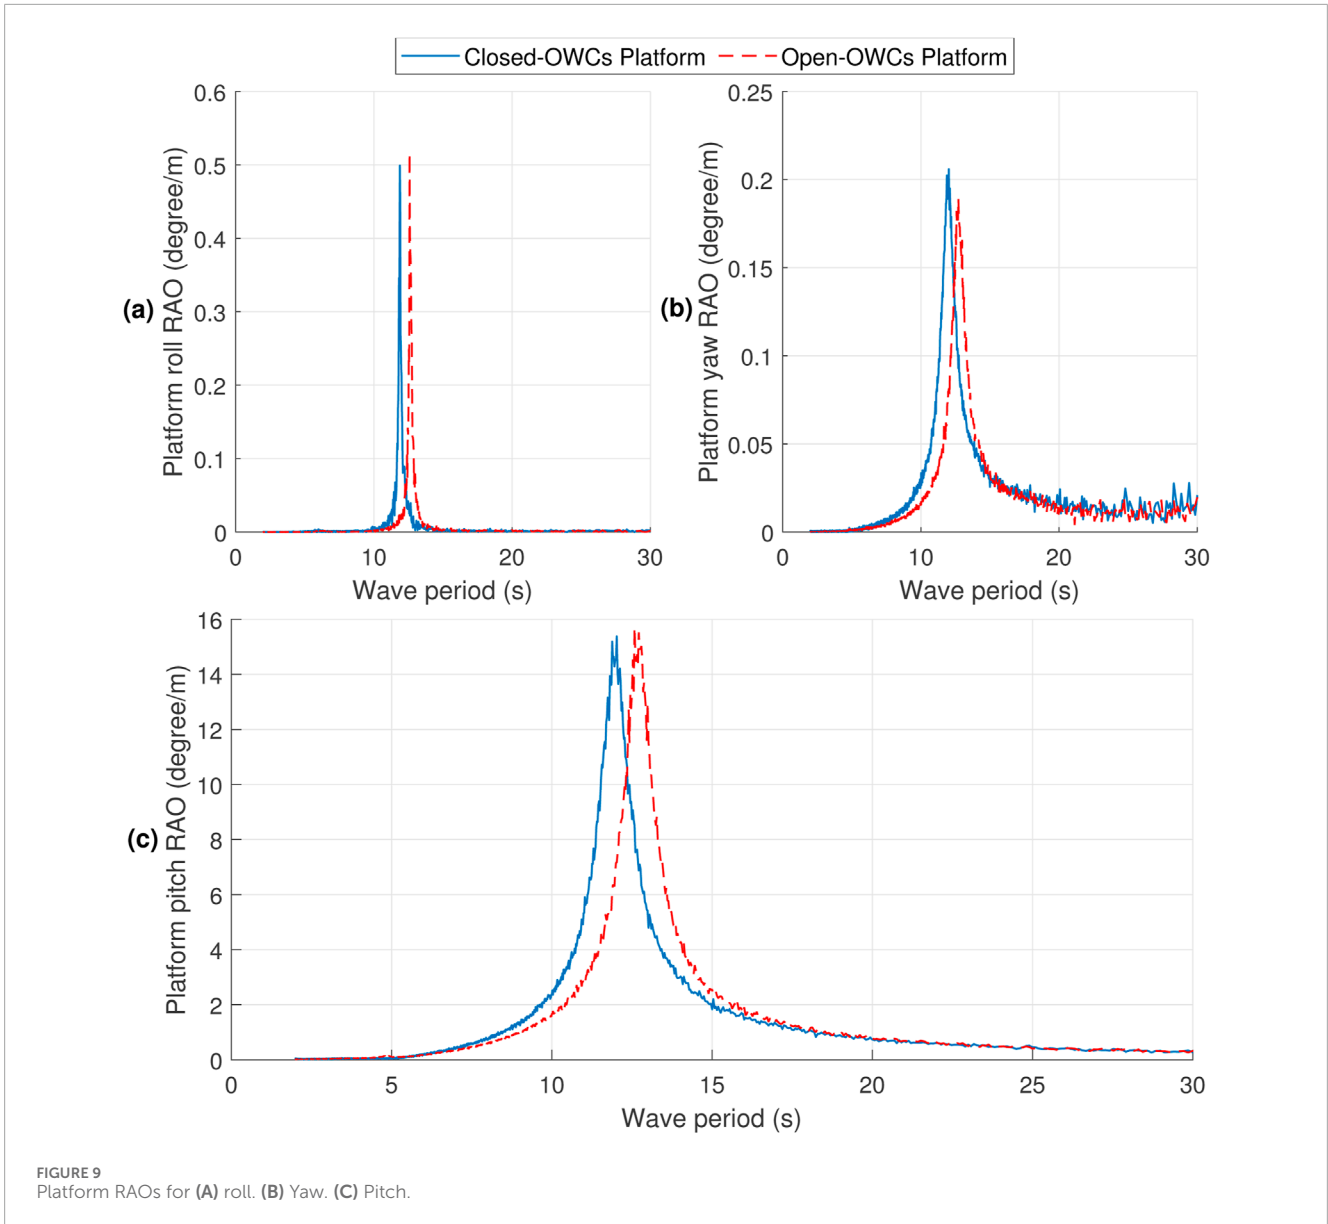 Closed-OWCs Platform Open-OWCs Platform
0.6
0.5
0.4
0.3
0.2
0.1
0
0 10 20 30
Wave period (s)
Platform roll RAO (degree/m)
(a)
0.25
0.2
0.15
0.1
0.05
0
0 10 20 30
Wave period (s)
Platform yaw RAO (degree/m)
(b)
16
14
12
10
8
6
4
2
0
0 5 10 15 20 25 30
Wave period (s)
Platform pitch RAO (degree/m)
(c)
FIGURE 9
Platform RAOs for (A) roll. (B) Yaw. (C) Pitch.